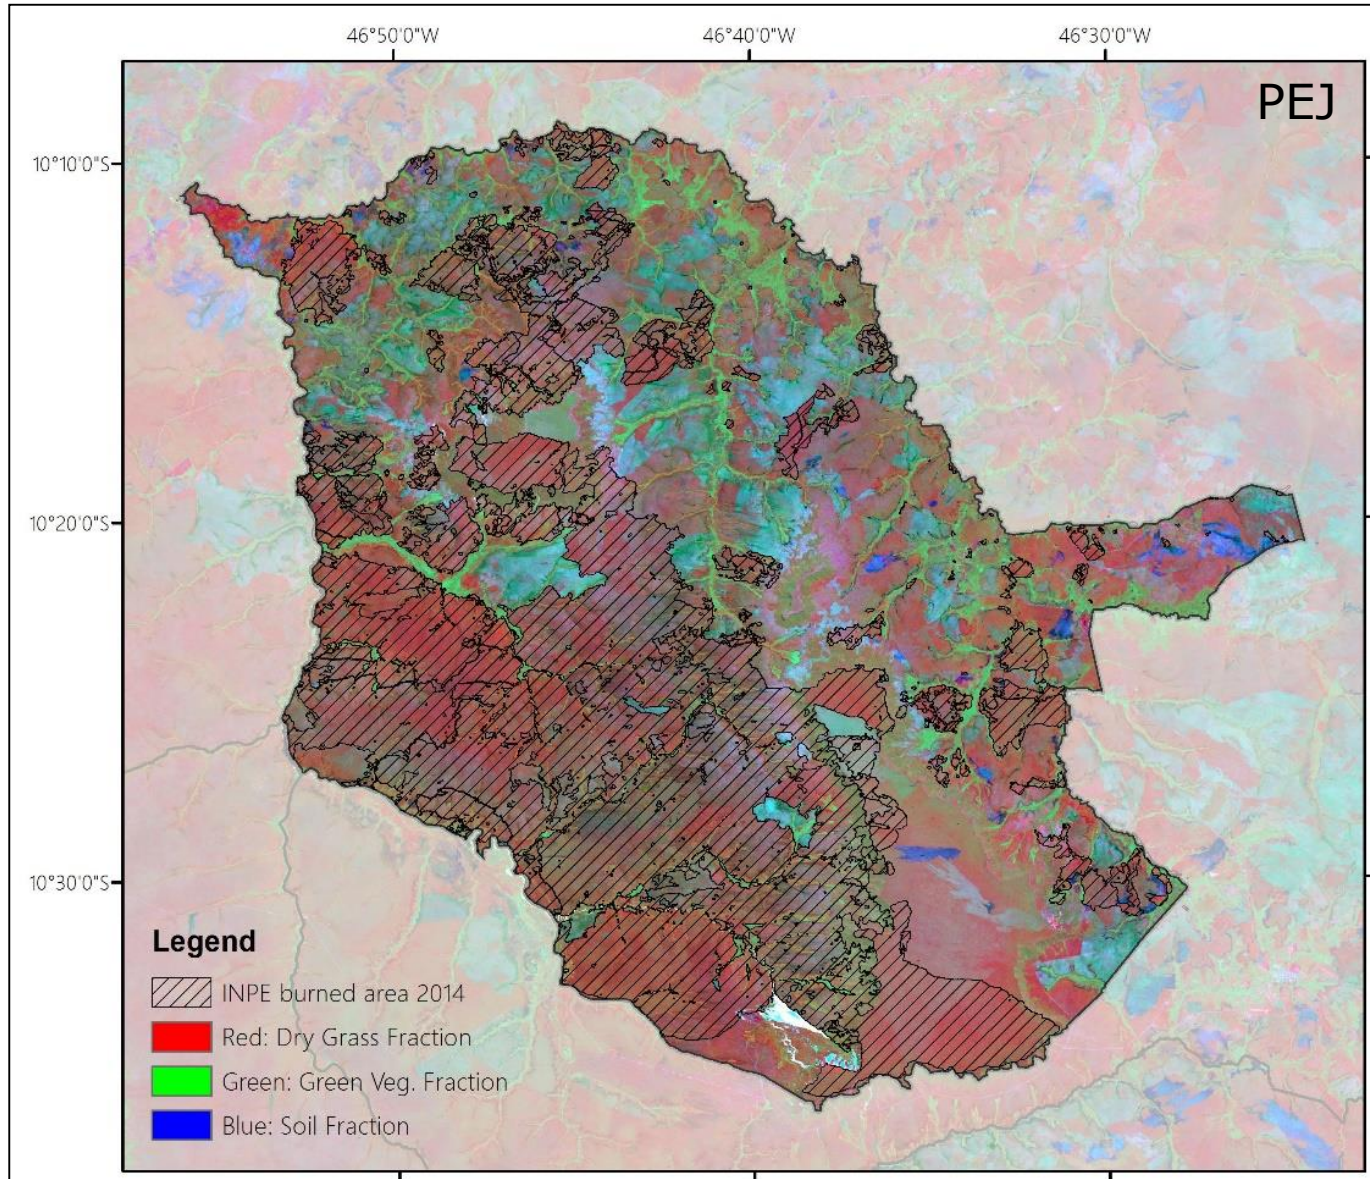 46°50'0"W 46°40'0"W 46°30'0"W
PEJ
10°10'0"S
10°20'0"S
10°30'0"S
Legend
INPE burned area 2014
Red: Dry Grass Fraction
Green: Green Veg. Fraction
Blue: Soil Fraction